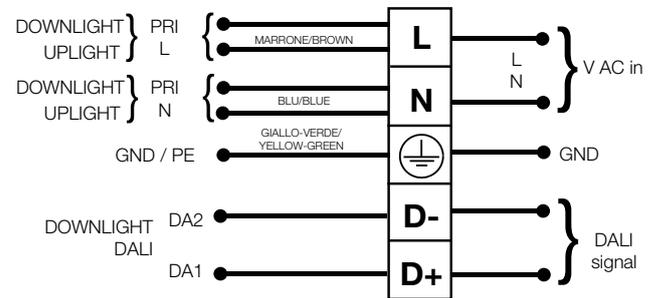 DOWNLIGHT } PRI {
UPLIGHT } L {
MARRONE/BROWN
L
L
N
} V AC in
DOWNLIGHT } PRI {
UPLIGHT } N {
BLU/BLUE
N
GIALLO-VERDE/
YELLOW-GREEN
GND / PE
GND
DOWNLIGHT
DALI
DA2
D-
DA1
D+
} DALI
signal